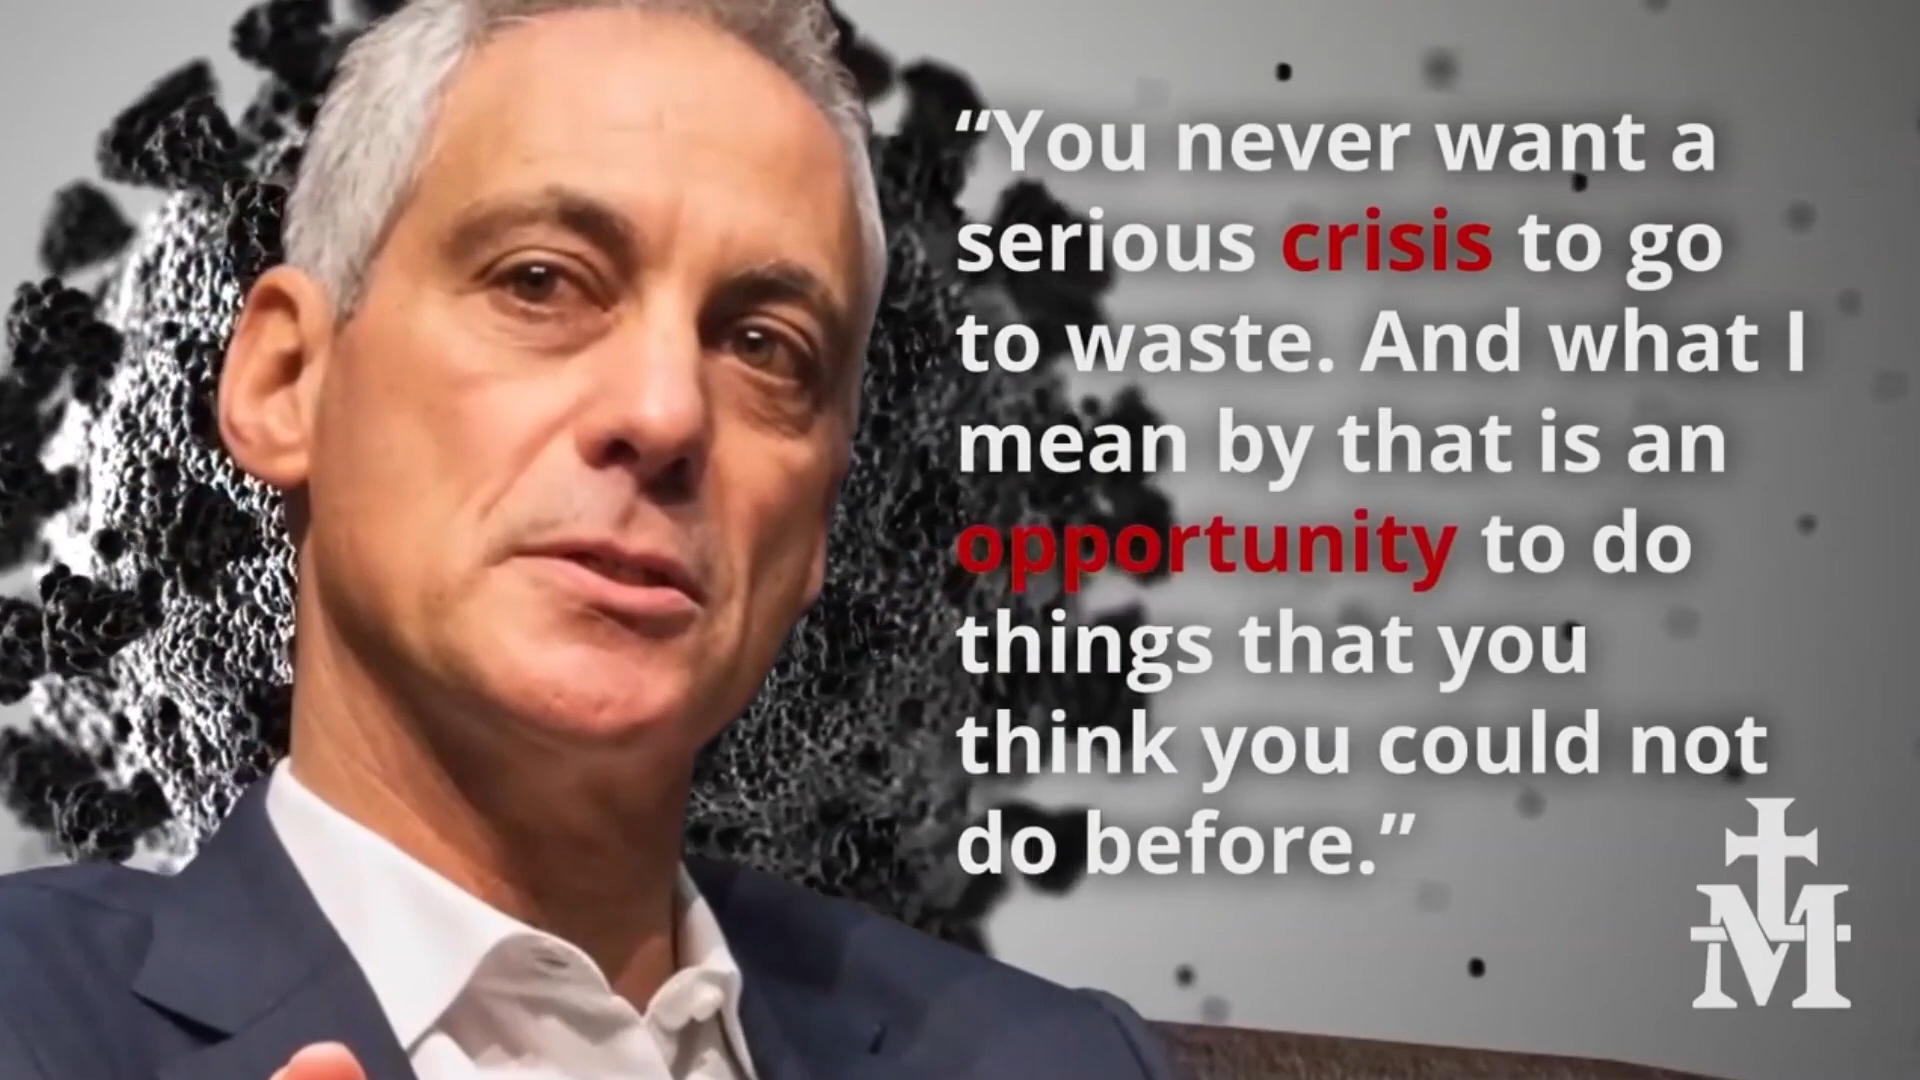 “You never want a
serious crisis to go
to waste. And what I
mean by that is an
opportunity to do
things that you
think you could not
do before.”
M